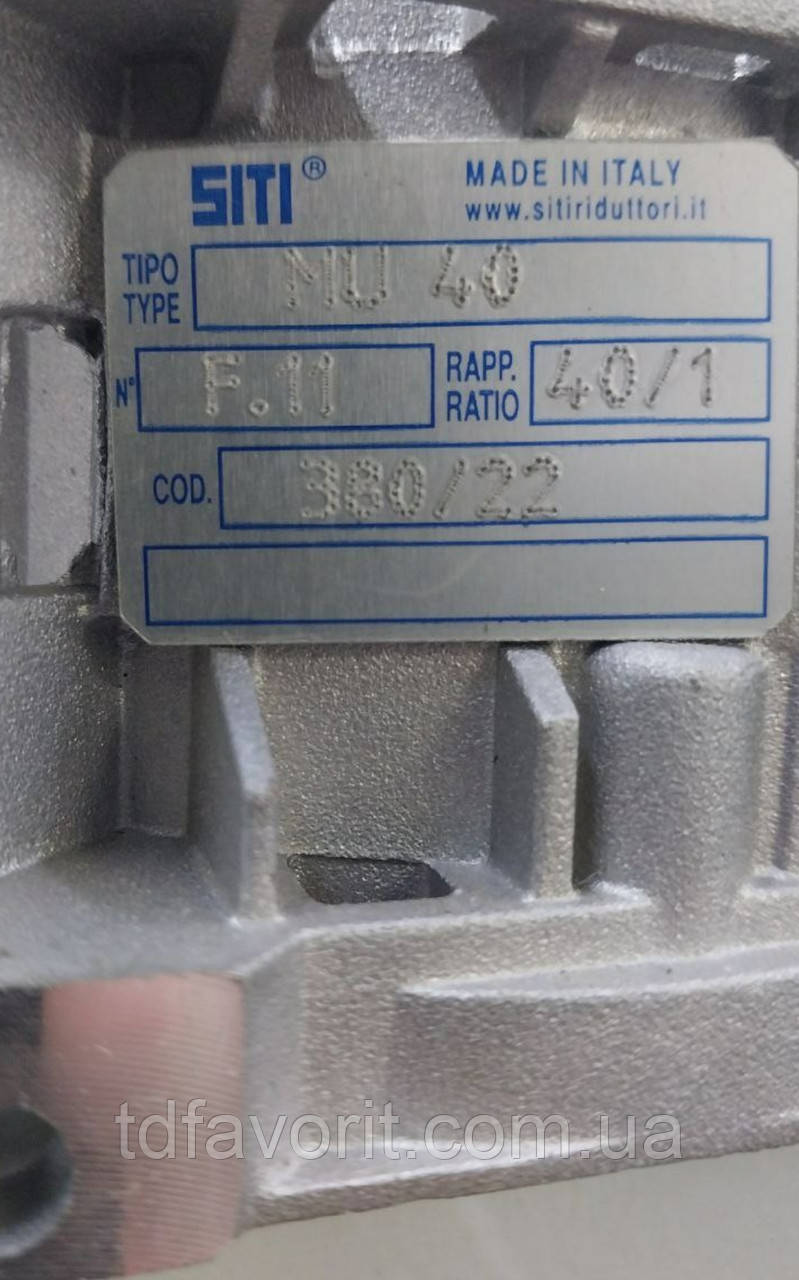 SITI® MADE IN ITALY
www.sitiriduttori.it
TIPO
TYPE MU 40
N° F.11 RAPP.
RATIO 40/1
COD. 380/22
tdfavorit.com.ua